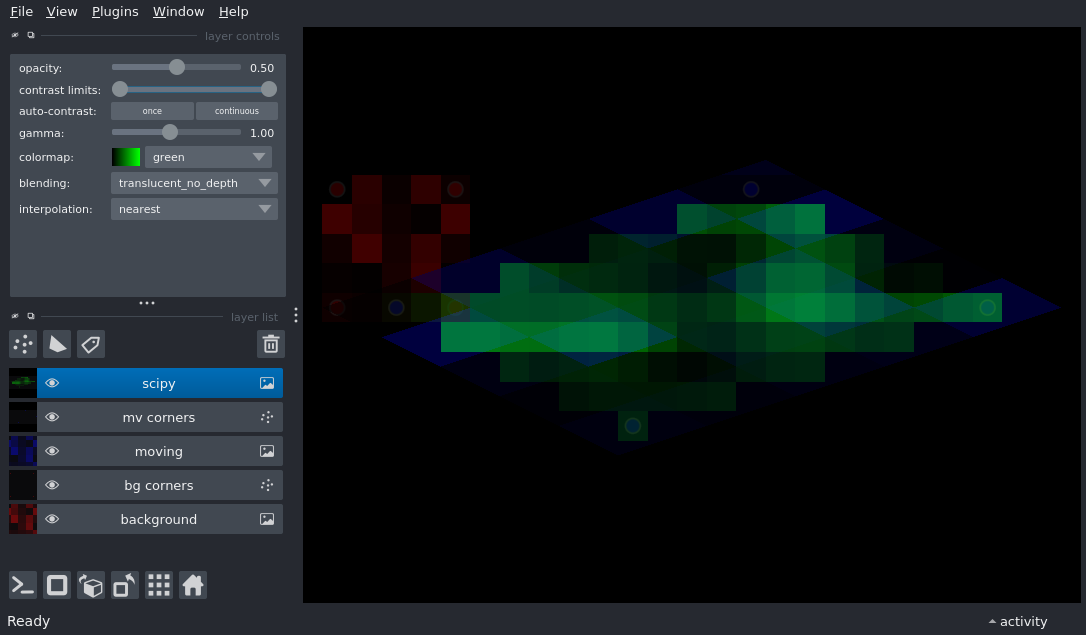 File View Plugins Window Help
layer controls
opacity: 0.50
contrast limits:
auto-contrast: once continuous
gamma: 1.00
colormap: green
blending: translucent_no_depth
interpolation: nearest
layer list
scipy
mv corners
moving
bg corners
background
Ready activity